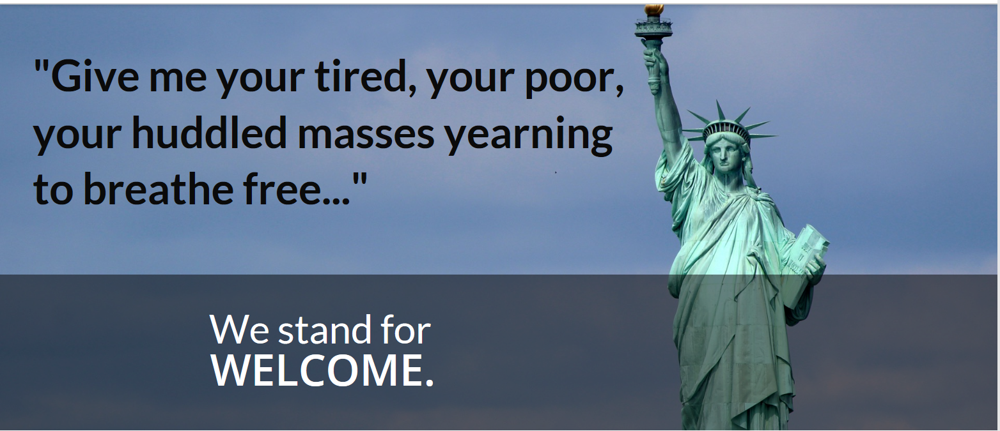 "Give me your tired, your poor,
your huddled masses yearning
to breathe free..."
We stand for
WELCOME.